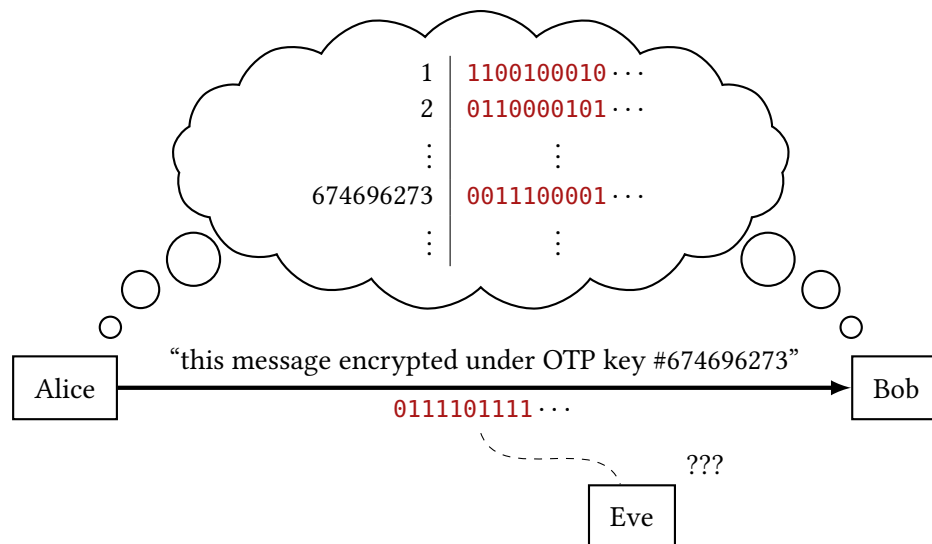 1 1100100010···
2 0110000101···
⋮ ⋮
674696273 0011100001···
⋮ ⋮
“this message encrypted under OTP key #674696273”
Alice
Bob
0111101111···
???
Eve